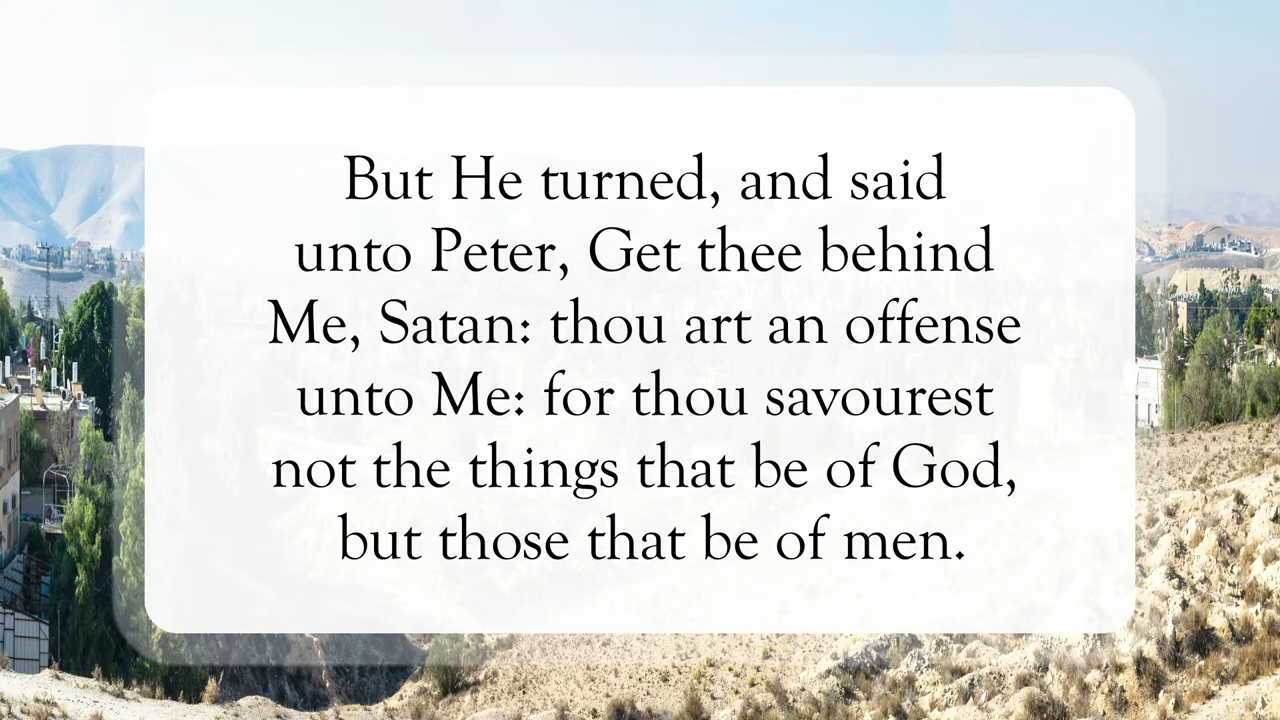 But He turned, and said
unto Peter, Get thee behind
Me, Satan: thou art an offense
unto Me: for thou savourest
not the things that be of God,
but those that be of men.